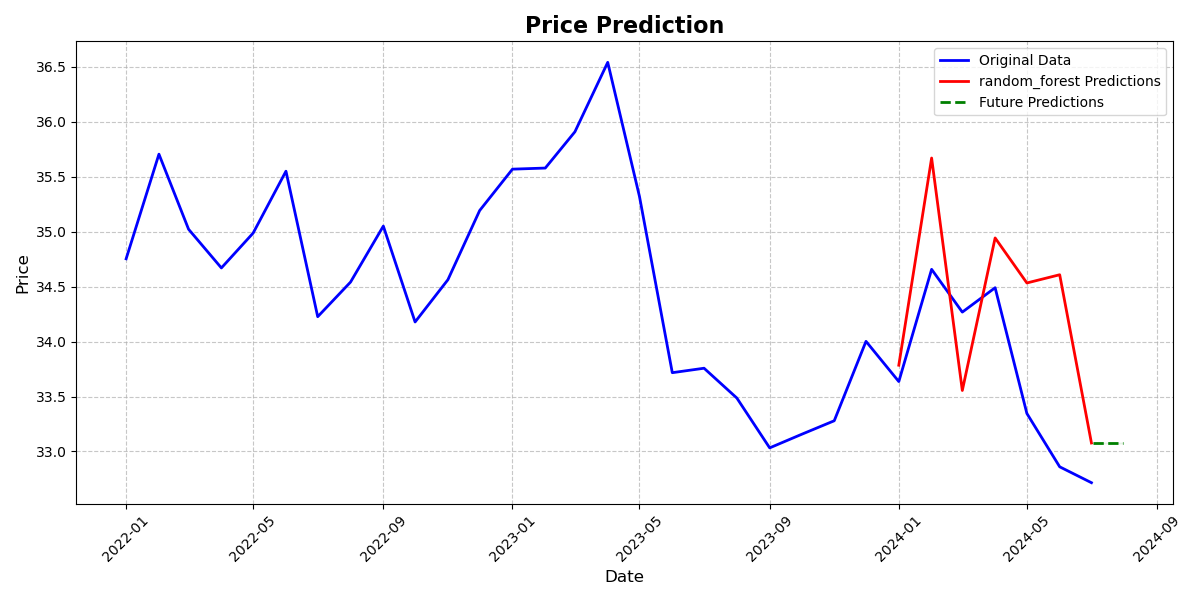 Price Prediction
Original Data
random_forest Predictions
Future Predictions
Price
36.5
36.0
35.5
35.0
34.5
34.0
33.5
33.0
2022-01
2022-05
2022-09
2023-01
2023-05
2023-09
2024-01
2024-05
2024-09
Date